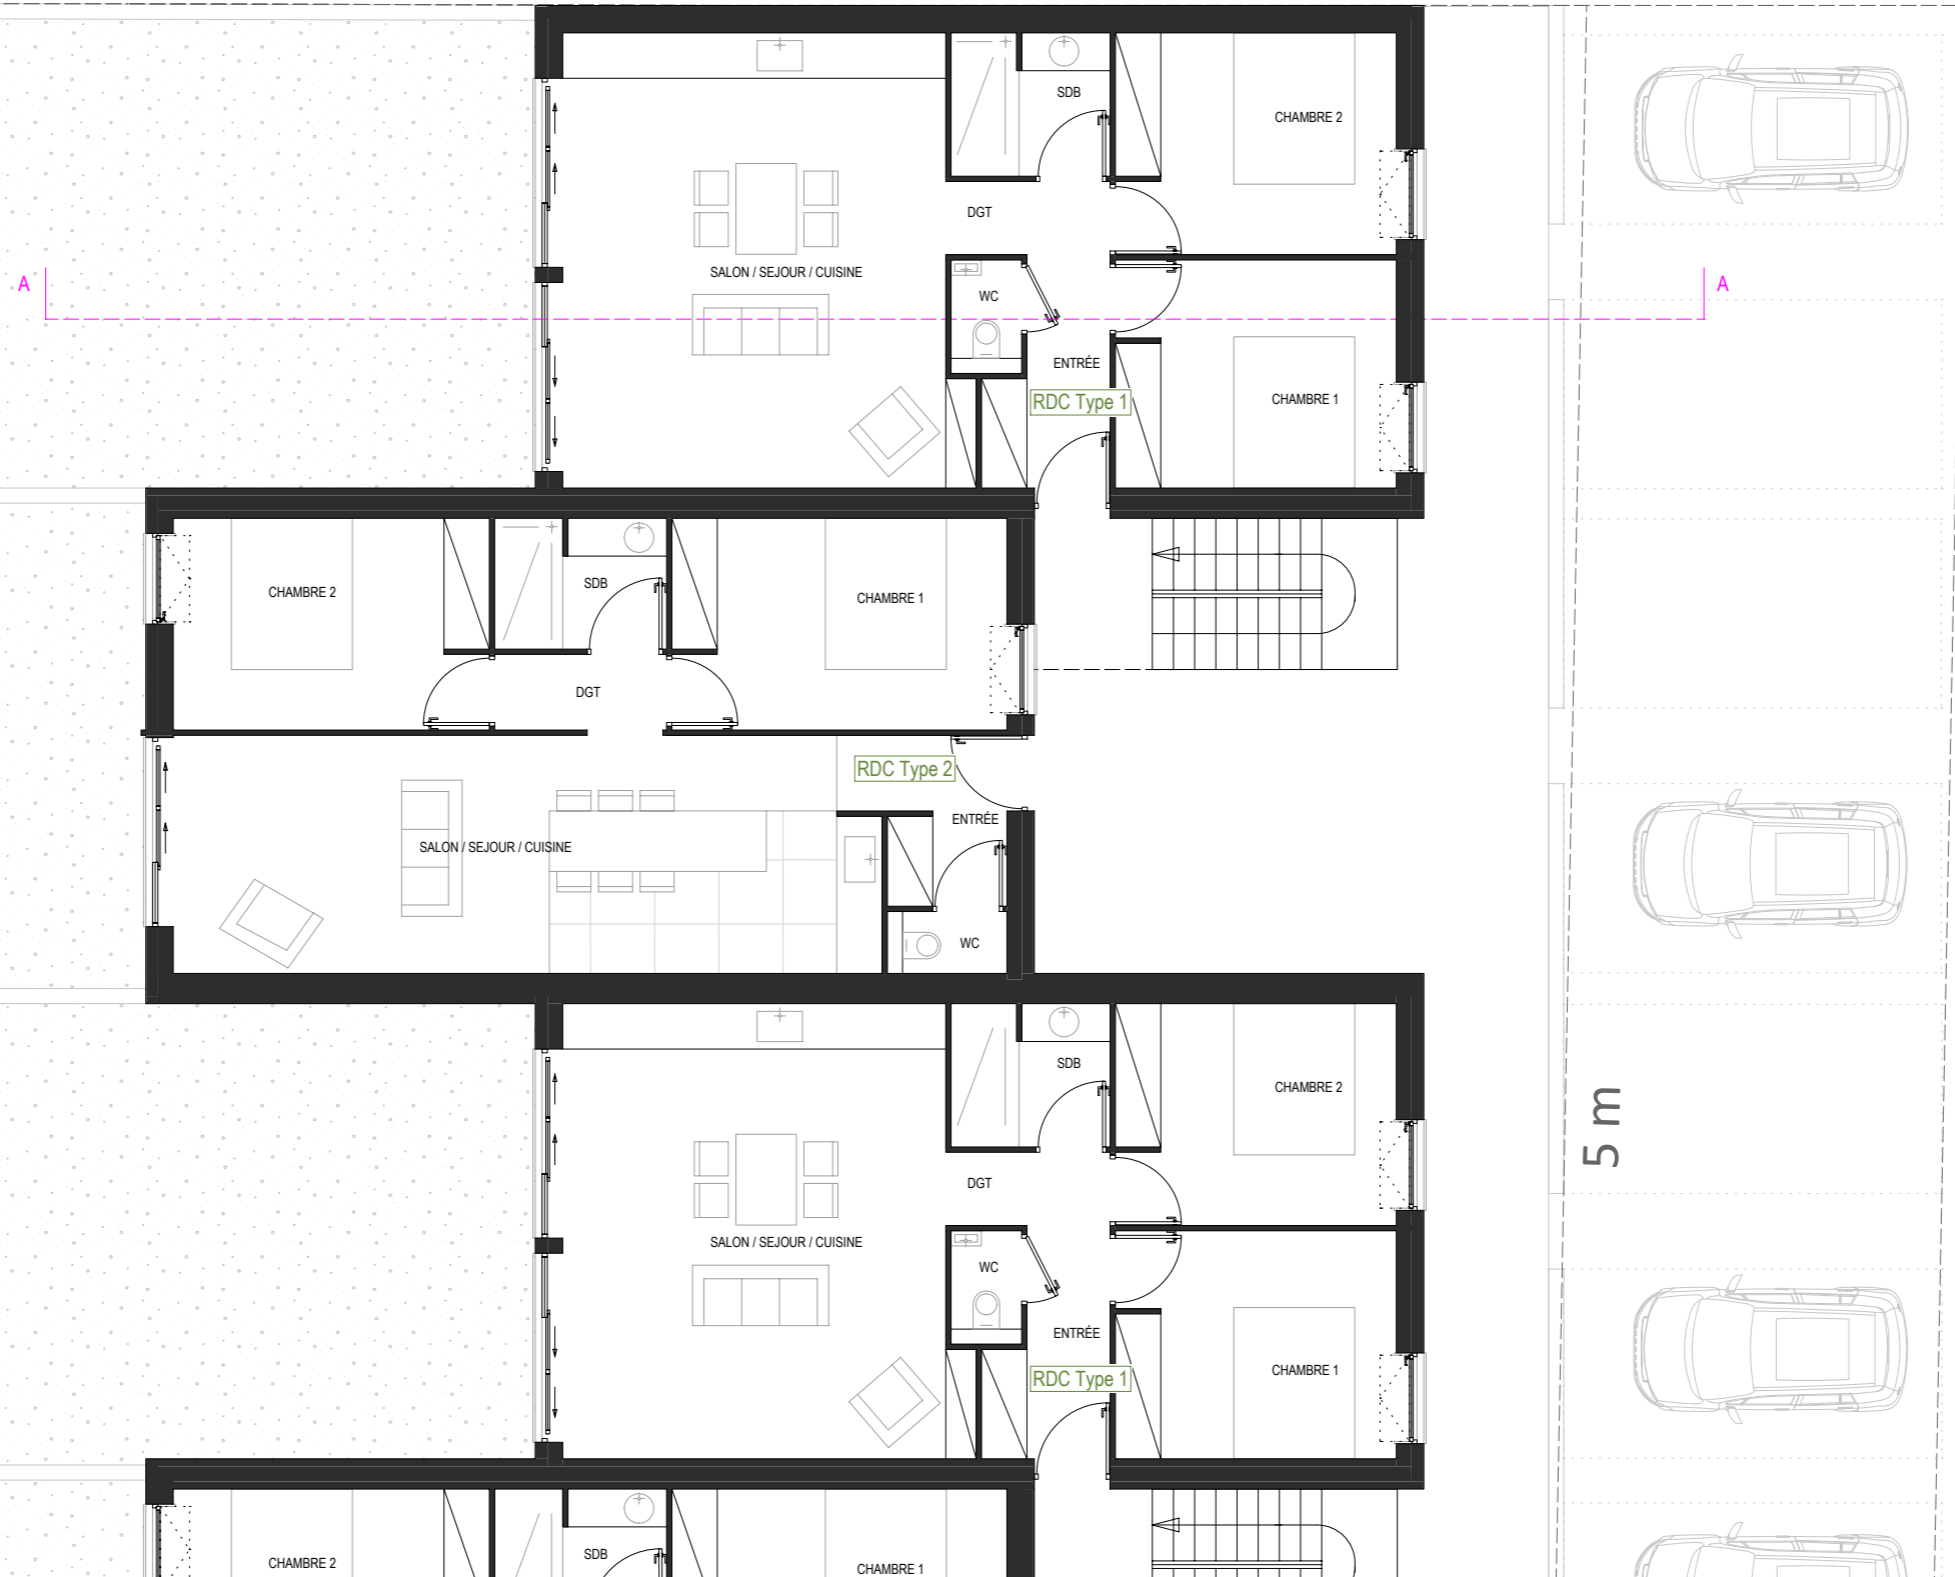 SDB
CHAMBRE 2
DGT
SALON / SEJOUR / CUISINE
A
A
WC
ENTRÉE
RDC Type 1
CHAMBRE 1
CHAMBRE 2
SDB
CHAMBRE 1
DGT
RDC Type 2
ENTRÉE
SALON / SEJOUR / CUISINE
WC
SDB
CHAMBRE 2
5 m
DGT
SALON / SEJOUR / CUISINE
WC
ENTRÉE
RDC Type 1
CHAMBRE 1
CHAMBRE 2
SDB
CHAMBRE 1